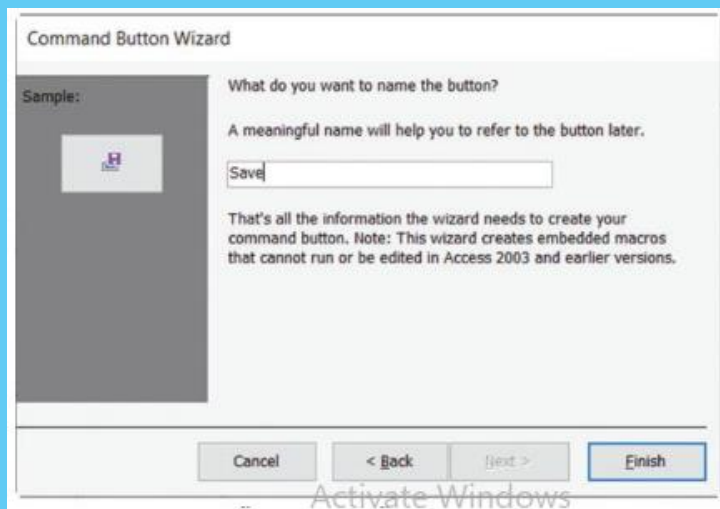 Command Button Wizard
Sample:
What do you want to name the button?
A meaningful name will help you to refer to the button later.
Save
That's all the information the wizard needs to create your
command button. Note: This wizard creates embedded macros
that cannot run or be edited in Access 2003 and earlier versions.
Cancel
< Back
Next >
Finish
Activate Windows